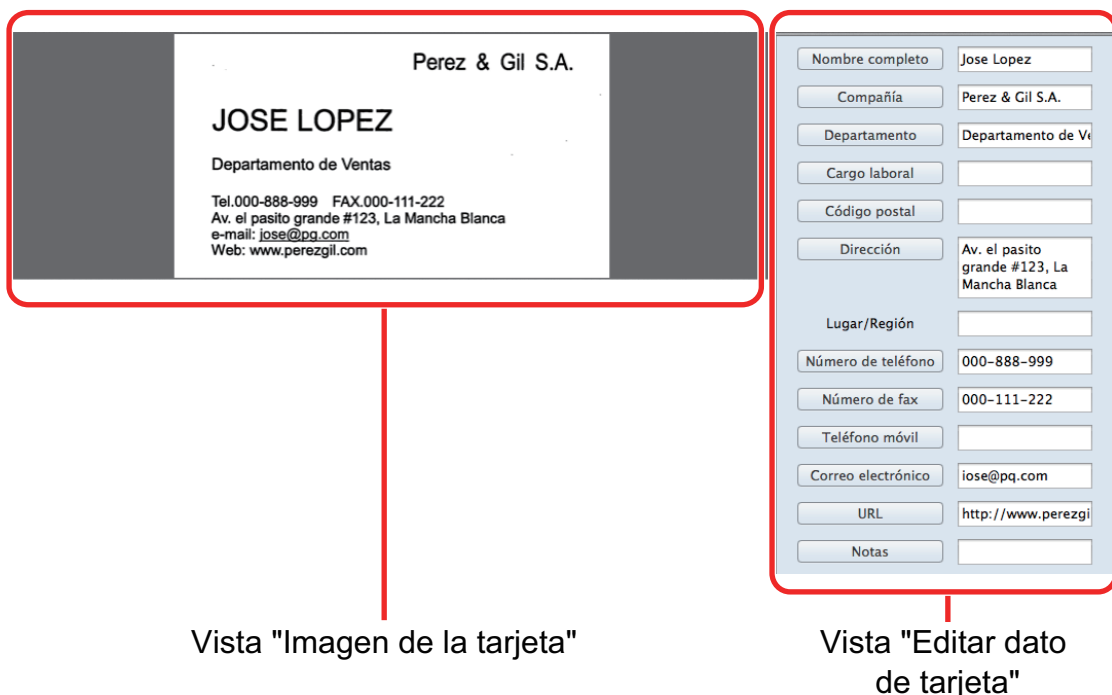 Perez & Gil S.A.
JOSE LOPEZ
Departamento de Ventas
Tel.000-888-999 FAX.000-111-222
Av. el pasito grande #123, La Mancha Blanca
e-mail: jose@pg.com
Web: www.perezgil.com
Nombre completo Jose Lopez
Compañía Perez & Gil S.A.
Departamento Departamento de Ve
Cargo laboral
Código postal
Dirección Av. el pasito
grande #123, La
Mancha Blanca
Lugar/Región
Número de teléfono 000-888-999
Número de fax 000-111-222
Teléfono móvil
Correo electrónico iose@pq.com
URL http://www.perezgi
Notas
Vista "Imagen de la tarjeta"
Vista "Editar dato
de tarjeta"